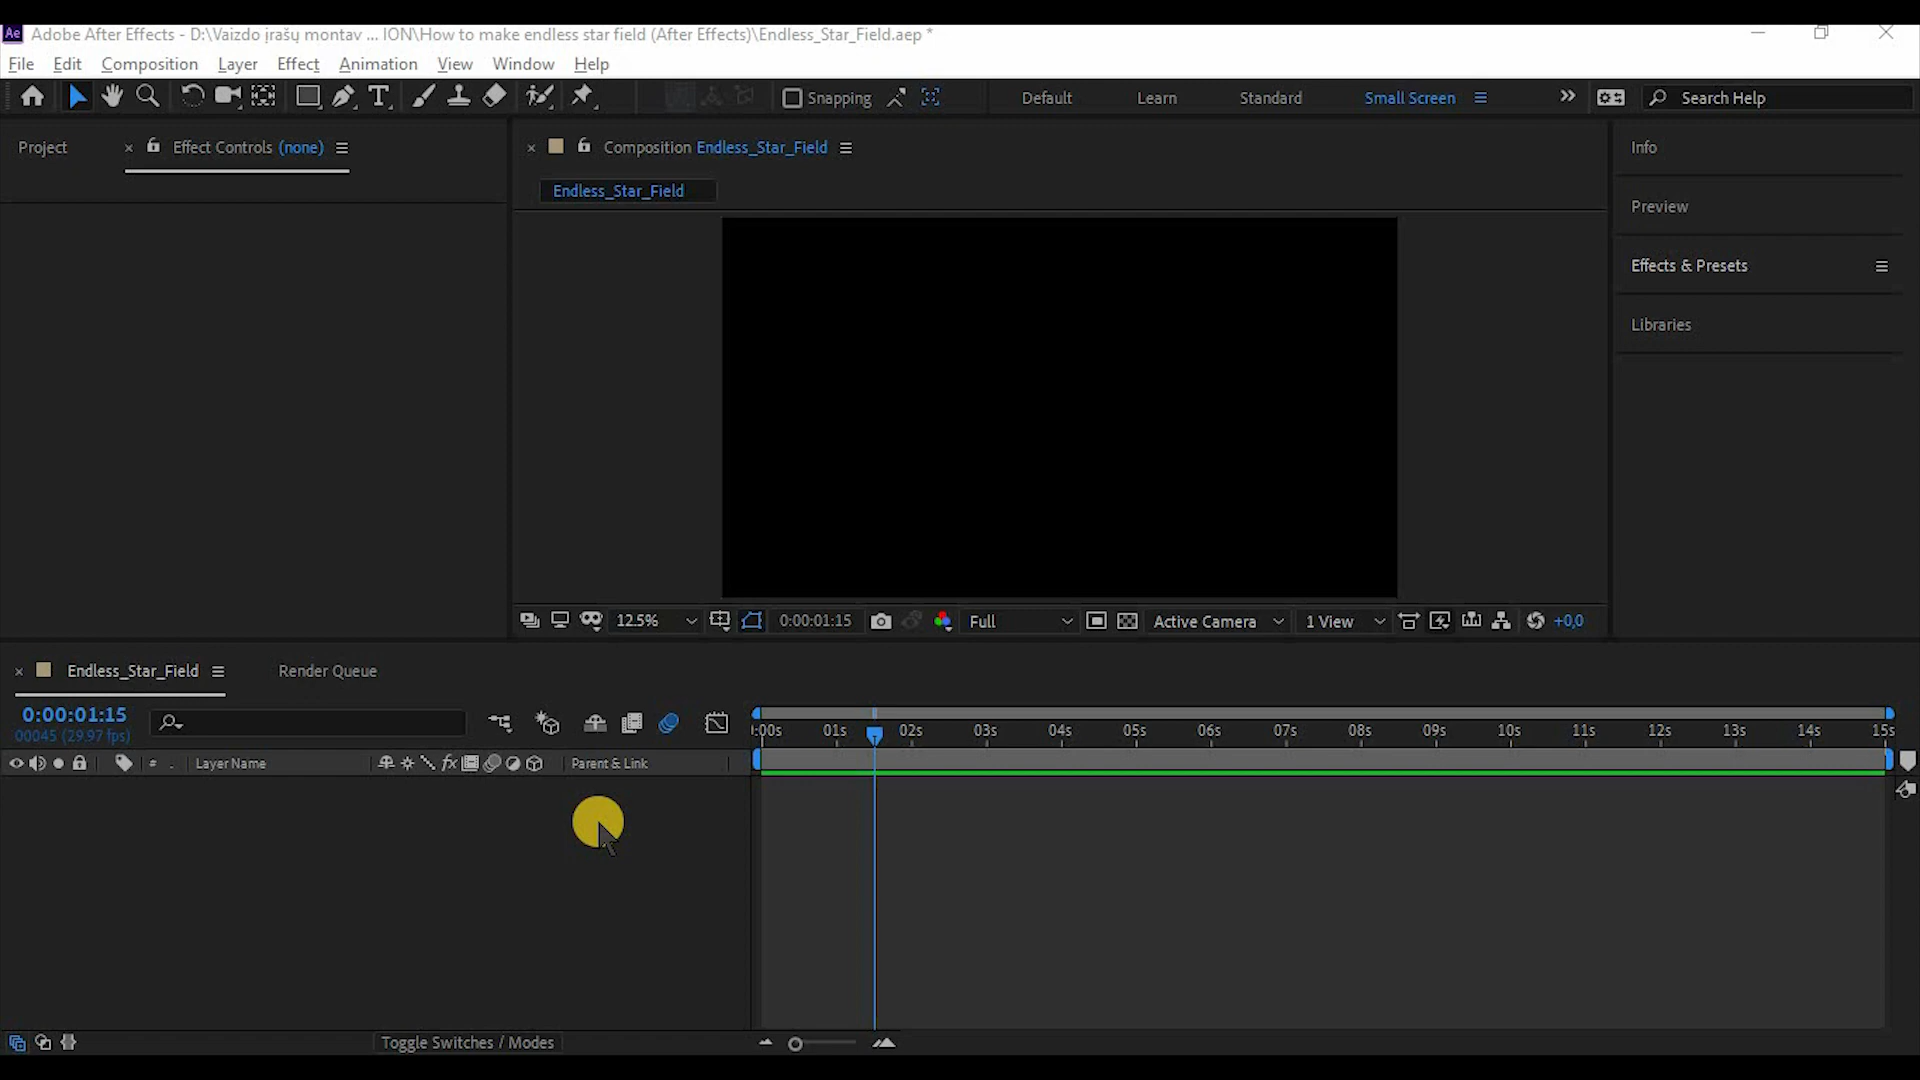 Ae Adobe After Effects - D:\Vaizdo įrašų montav ... ION\How to make endless star field (After Effects)\Endless_Star_Field.aep *
File Edit Composition Layer Effect Animation View Window Help
Snapping Default Learn Standard Small Screen Search Help
Project Effect Controls (none) Composition Endless_Star_Field Info
Endless_Star_Field
Preview
Effects & Presets
Libraries
12.5% 0:00:01:15 Full Active Camera 1 View +0,0
Endless_Star_Field Render Queue
0:00:01:15
00045 (29.97 fps)
):00s 01s 02s 03s 04s 05s 06s 07s 08s 09s 10s 11s 12s 13s 14s 15s
# . Layer Name fx Parent & Link
Toggle Switches / Modes